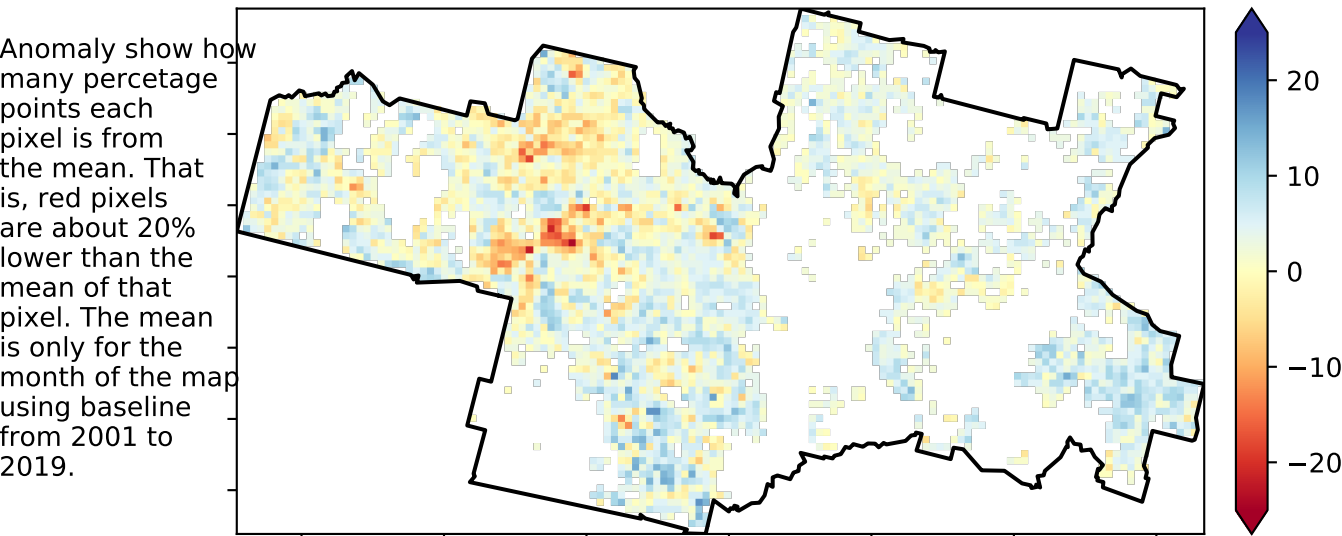 Anomaly show how
many percetage
points each
pixel is from
the mean. That
is, red pixels
are about 20%
lower than the
mean of that
pixel. The mean
is only for the
month of the map
using baseline
from 2001 to
2019.
20
10
0
−10
−20